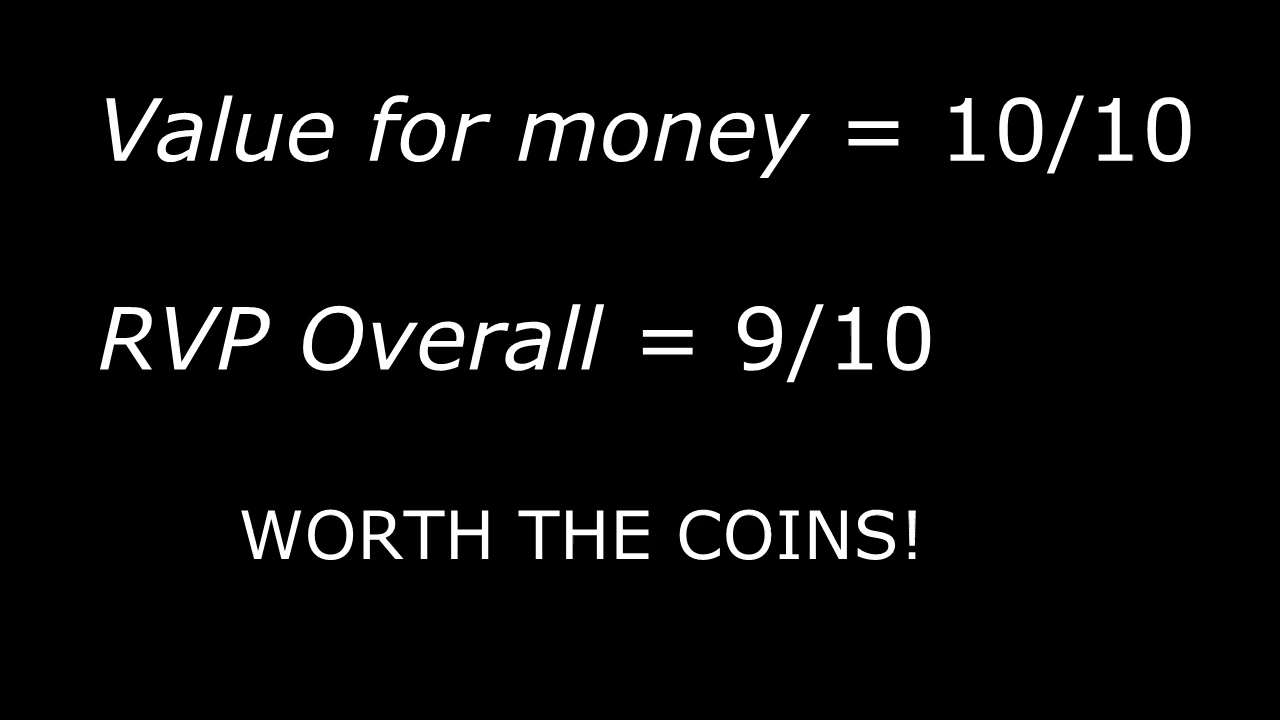 Value for money = 10/10
RVP Overall = 9/10
WORTH THE COINS!